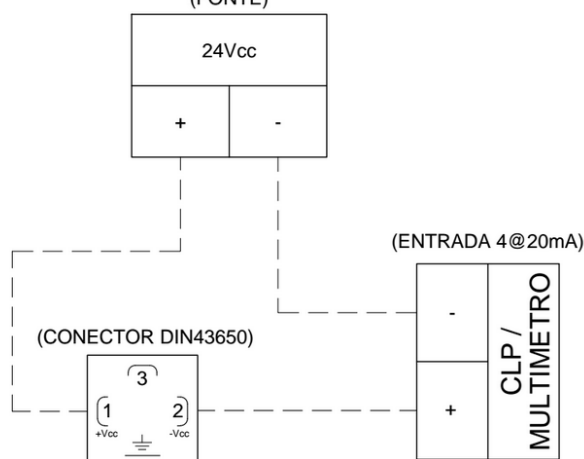 (FONTE)
24Vcc
+ -
(ENTRADA 4@20mA)
-
+
CLP /
MULTIMETRO
(CONECTOR DIN43650)
3
1 2
+Vcc -Vcc